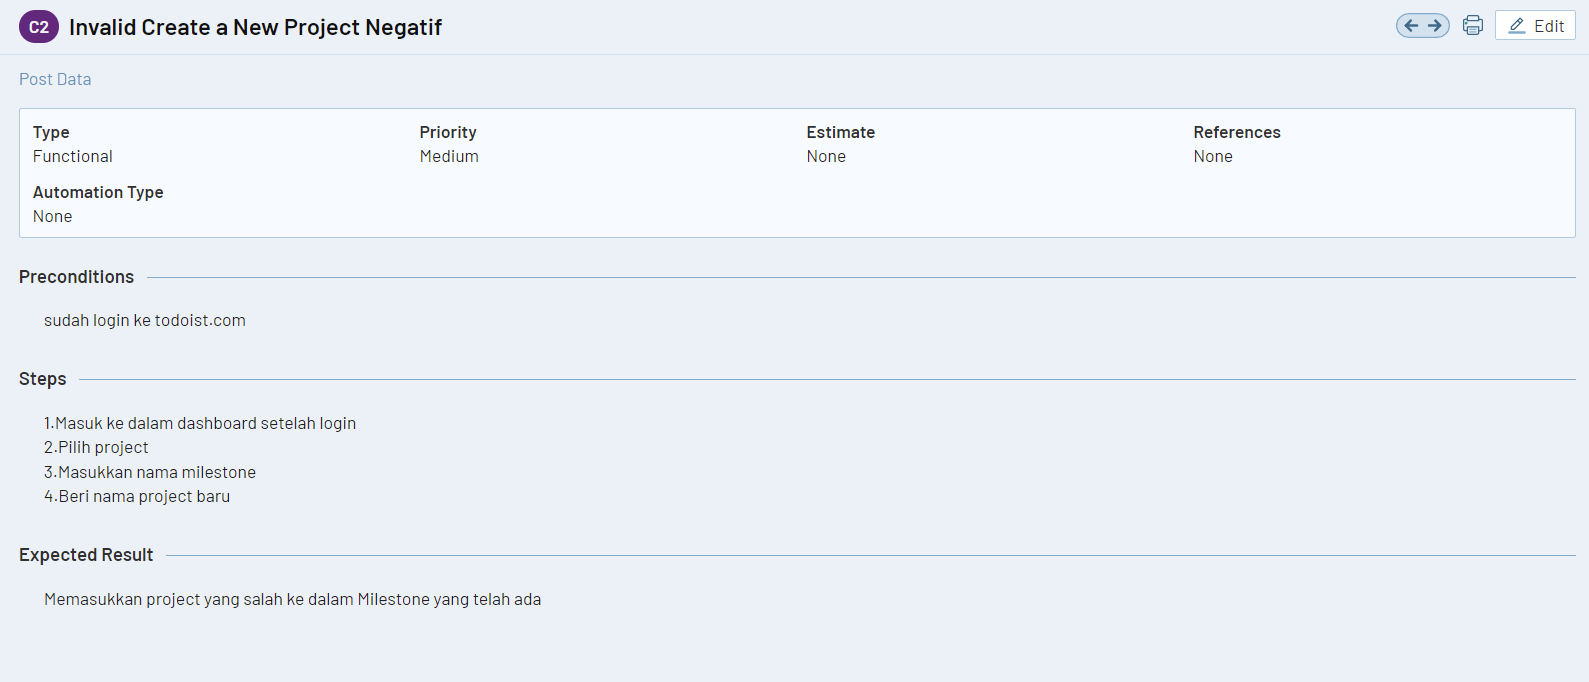 C2 Invalid Create a New Project Negatif
Edit
Post Data
Type
Functional
Priority
Medium
Estimate
None
References
None
Automation Type
None
Preconditions
sudah login ke todoist.com
Steps
1.Masuk ke dalam dashboard setelah login
2.Pilih project
3.Masukkan nama milestone
4.Beri nama project baru
Expected Result
Memasukkan project yang salah ke dalam Milestone yang telah ada